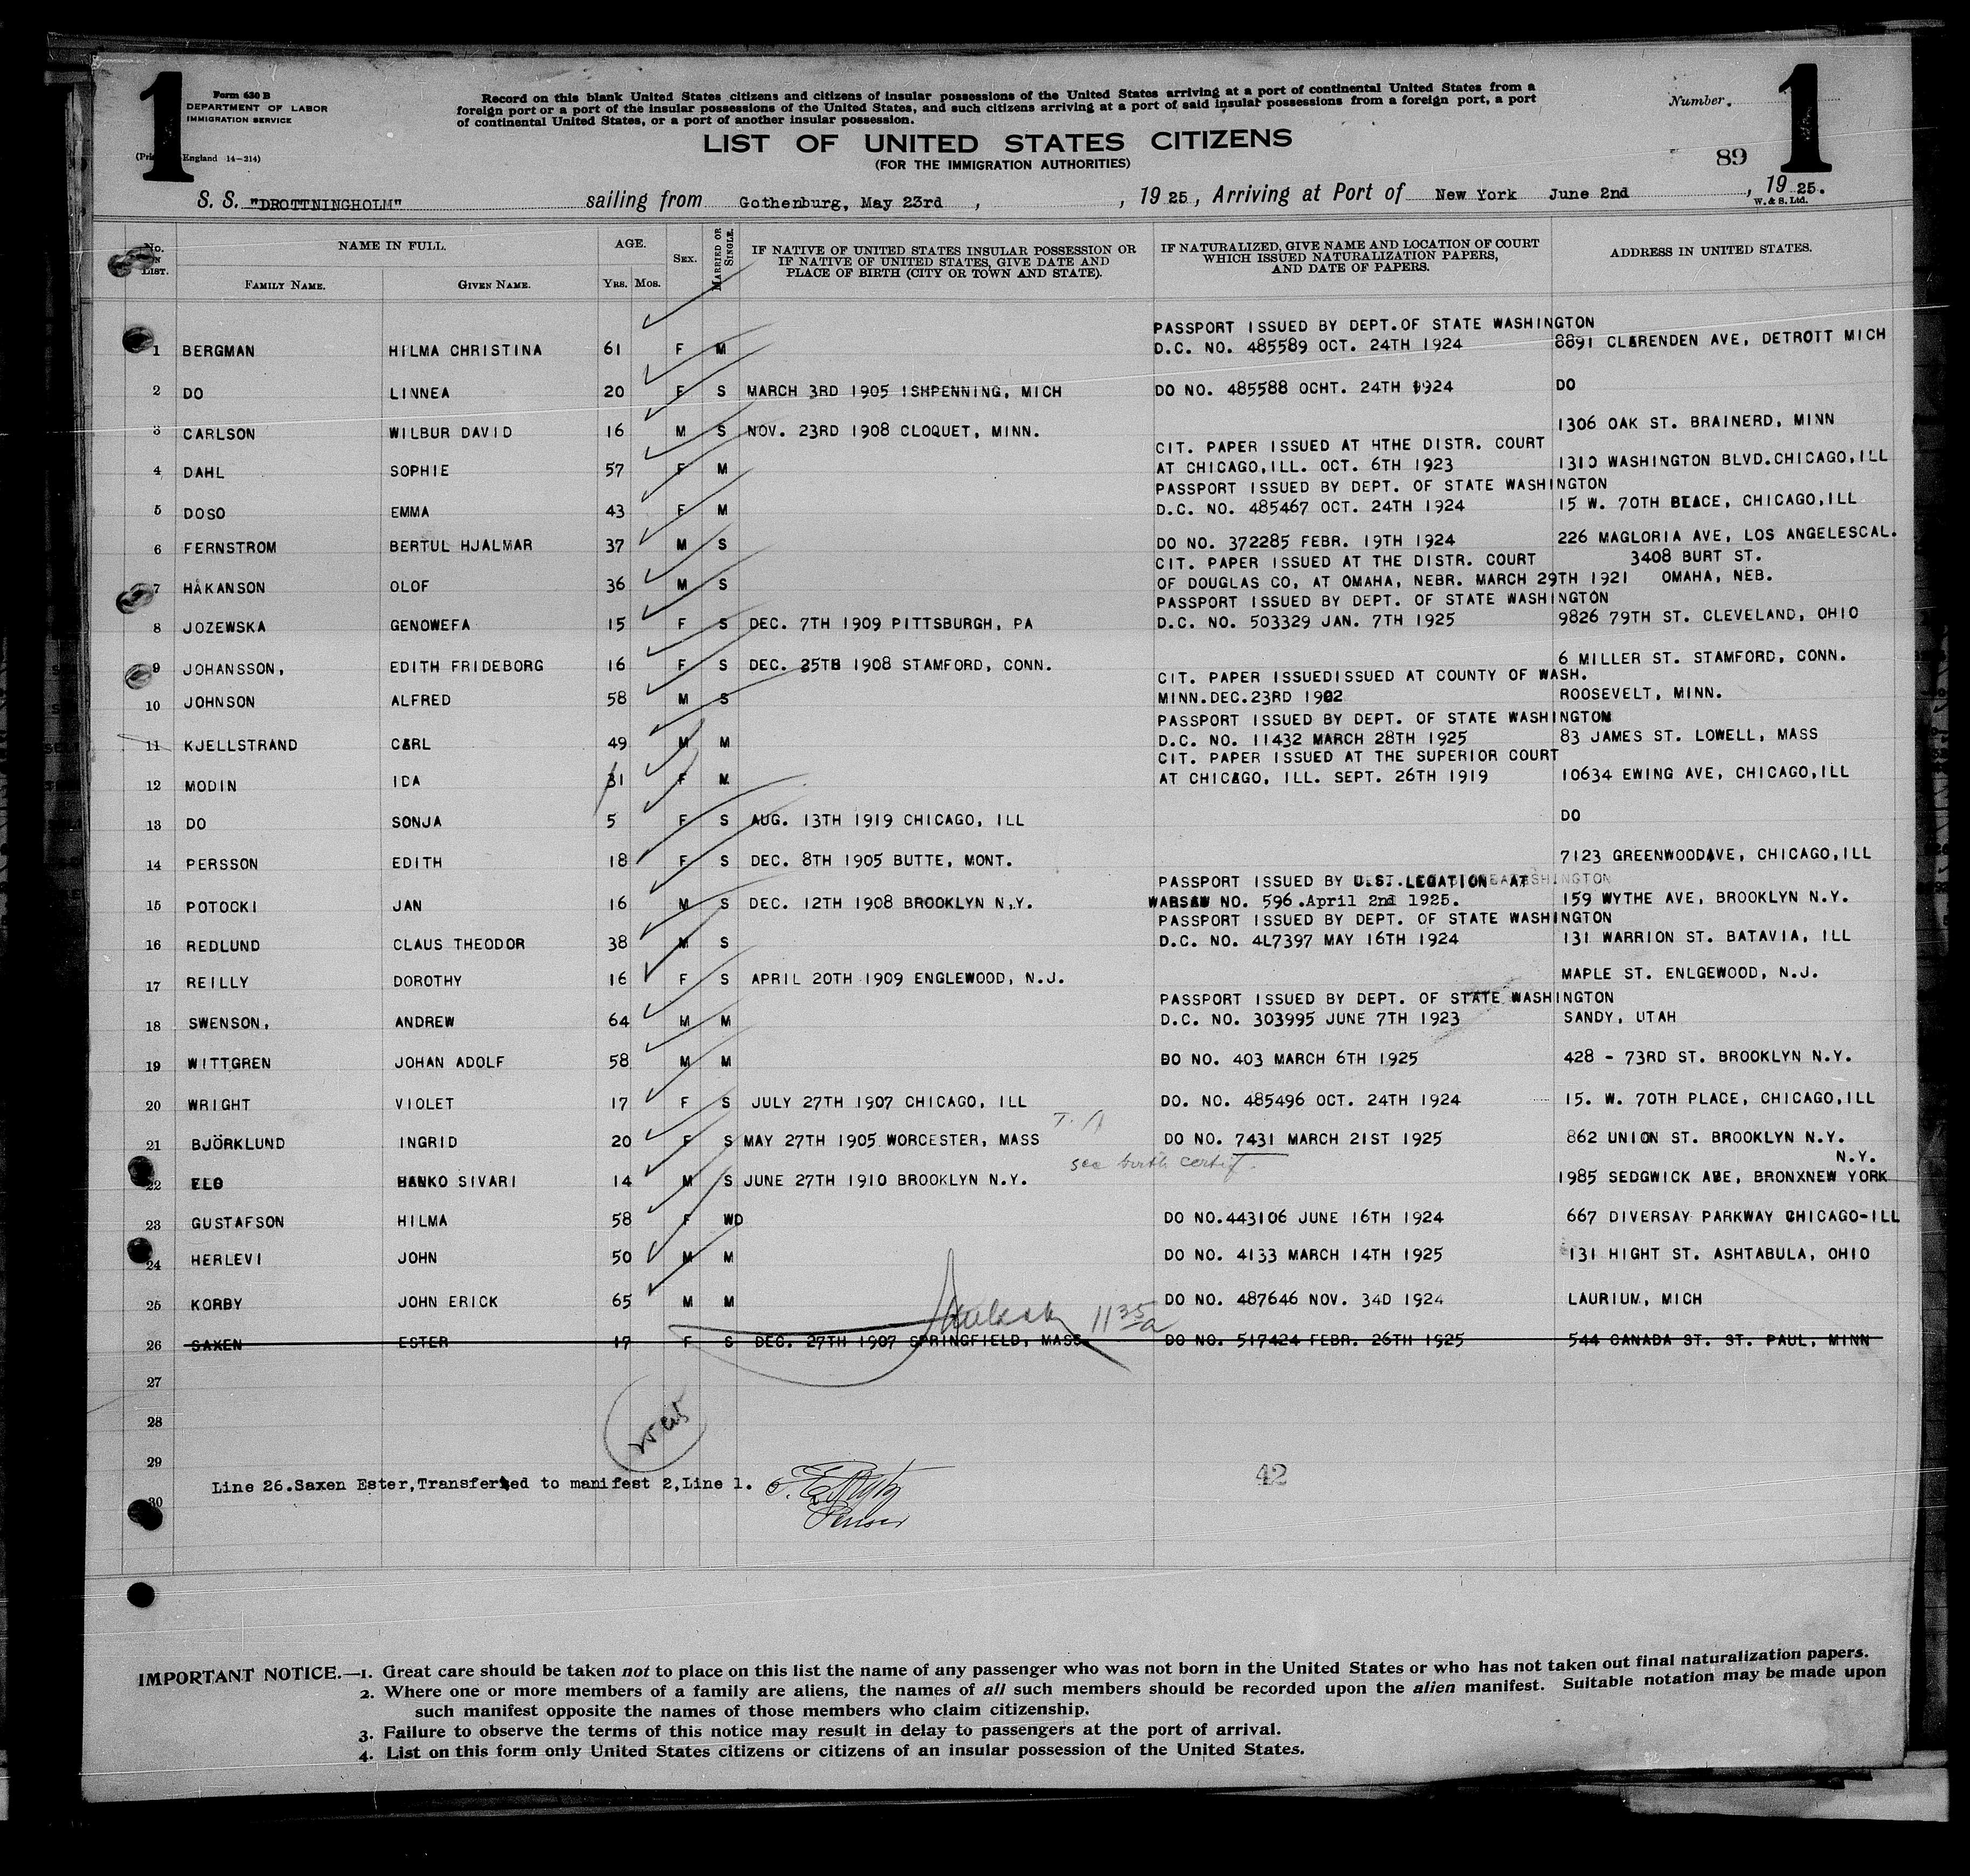 1
Form 630 B
DEPARTMENT OF LABOR
IMMIGRATION SERVICE
England 14-214)
Record on this blank United States citizens and citizens of insular possessions of the United States arriving at a port of continental United States from a
foreign port or a port of the insular possessions of the United States, and such citizens arriving at a port of said insular possessions from a foreign port, a port
of continental United States, or a port of another insular possession.
Number.
1
LIST OF UNITED STATES CITIZENS
(FOR THE IMMIGRATION AUTHORITIES)
89
S. S. "DROTTNINGHOLM" sailing from Gothenburg, May 23rd , , 1925, Arriving at Port of New York June 2nd , 1925.
W. & S. Ltd.
No. LIST. NAME IN FULL. AGE. SEX. MARRIED OR SINGLE. IF NATIVE OF UNITED STATES INSULAR POSSESSION OR IF NATIVE OF UNITED STATES, GIVE DATE AND PLACE OF BIRTH (CITY OR TOWN AND STATE). IF NATURALIZED, GIVE NAME AND LOCATION OF COURT WHICH ISSUED NATURALIZATION PAPERS, AND DATE OF PAPERS. ADDRESS IN UNITED STATES.
FAMILY NAME. GIVEN NAME. YRS. MOS.
PASSPORT ISSUED BY DEPT.OF STATE WASHINGTON
1 BERGMAN HILMA CHRISTINA 61 F M D.C. NO. 485589 OCT. 24TH 1924 8891 CLARENDEN AVE, DETROTT MICH
2 DO LINNEA 20 F S MARCH 3RD 1905 ISHPENNING, MICH DO NO. 485588 OCHT. 24TH 1924 DO
3 CARLSON WILBUR DAVID 16 M S NOV. 23RD 1908 CLOQUET, MINN. 1306 OAK ST. BRAINERD, MINN
CIT. PAPER ISSUED AT HTHE DISTR. COURT
4 DAHL SOPHIE 57 F M AT CHICAGO,ILL. OCT. 6TH 1923 1310 WASHINGTON BLVD.CHICAGO,ILL
PASSPORT ISSUED BY DEPT. OF STATE WASHINGTON
5 DOSO EMMA 43 F M D.C. NO. 485467 OCT. 24TH 1924 15 W. 70TH PLACE, CHICAGO,ILL
6 FERNSTROM BERTUL HJALMAR 37 M S DO NO. 372285 FEBR. 19TH 1924 226 MAGLORIA AVE, LOS ANGELESCAL.
CIT. PAPER ISSUED AT THE DISTR. COURT 3408 BURT ST.
7 HÅKANSON OLOF 36 M S OF DOUGLAS CO, AT OMAHA, NEBR. MARCH 29TH 1921 OMAHA, NEB.
PASSPORT ISSUED BY DEPT. OF STATE WASHINGTON
8 JOZEWSKA GENOWEFA 15 F S DEC. 7TH 1909 PITTSBURGH, PA D.C. NO. 503329 JAN. 7TH 1925 9826 79TH ST. CLEVELAND, OHIO
9 JOHANSSON, EDITH FRIDEBORG 16 F S DEC. 25TH 1908 STAMFORD, CONN. 6 MILLER ST. STAMFORD, CONN.
CIT. PAPER ISSUEDISSUED AT COUNTY OF WASH.
10 JOHNSON ALFRED 58 M S MINN.DEC.23RD 1902 ROOSEVELT, MINN.
PASSPORT ISSUED BY DEPT. OF STATE WASHINGTON
11 KJELLSTRAND CARL 49 M M D.C. NO. 11432 MARCH 28TH 1925 83 JAMES ST. LOWELL, MASS
CIT. PAPER ISSUED AT THE SUPERIOR COURT
12 MODIN IDA 31 F M AT CHICAGO, ILL. SEPT. 26TH 1919 10634 EWING AVE, CHICAGO,ILL
13 DO SONJA 5 F S AUG. 13TH 1919 CHICAGO, ILL DO
14 PERSSON EDITH 18 F S DEC. 8TH 1905 BUTTE, MONT. 7123 GREENWOODAVE, CHICAGO,ILL
PASSPORT ISSUED BY U.S. LEGATION AT
15 POTOCKI JAN 16 M S DEC. 12TH 1908 BROOKLYN N.Y. WARSAW NO. 596 .April 2nd 1925. 159 WYTHE AVE, BROOKLYN N.Y.
PASSPORT ISSUED BY DEPT. OF STATE WASHINGTON
16 REDLUND CLAUS THEODOR 38 M S D.C. NO. 4L7397 MAY 16TH 1924 131 WARRION ST. BATAVIA, ILL
17 REILLY DOROTHY 16 F S APRIL 20TH 1909 ENGLEWOOD, N.J. MAPLE ST. ENLGEWOOD, N.J.
PASSPORT ISSUED BY DEPT. OF STATE WASHINGTON
18 SWENSON, ANDREW 64 M M D.C. NO. 303995 JUNE 7TH 1923 SANDY, UTAH
19 WITTGREN JOHAN ADOLF 58 M M DO NO. 403 MARCH 6TH 1925 428 - 73RD ST. BROOKLYN N.Y.
20 WRIGHT VIOLET 17 F S JULY 27TH 1907 CHICAGO, ILL DO. NO. 485496 OCT. 24TH 1924 15. W. 70TH PLACE, CHICAGO,ILL
21 BJÖRKLUND INGRID 20 F S MAY 27TH 1905 WORCESTER, MASS DO NO. 7431 MARCH 21ST 1925 862 UNION ST. BROOKLYN N.Y.
see birth certif. N.Y.
22 ELO HANKO SIVARI 14 M S JUNE 27TH 1910 BROOKLYN N.Y. 1985 SEDGWICK AVE, BRONXNEW YORK
23 GUSTAFSON HILMA 58 F WD DO NO.443106 JUNE 16TH 1924 667 DIVERSAY PARKWAY CHICAGO-ILL
24 HERLEVI JOHN 50 M M DO NO. 4133 MARCH 14TH 1925 131 HIGHT ST. ASHTABULA, OHIO
25 KORBY JOHN ERICK 65 M M DO NO. 487646 NOV. 34D 1924 LAURIUM, MICH
11 35 a
26 SAXEN ESTER 17 F S DEC. 27TH 1907 SPRINGFIELD, MASS DO NO. 517424 FEBR. 26TH 1925 544 CANADA ST. ST. PAUL, MINN
27
28
29
Line 26.Saxen Ester,Transferred to manifest 2,Line 1.
42
30
IMPORTANT NOTICE.—1. Great care should be taken not to place on this list the name of any passenger who was not born in the United States or who has not taken out final naturalization papers.
2. Where one or more members of a family are aliens, the names of all such members should be recorded upon the alien manifest. Suitable notation may be made upon
such manifest opposite the names of those members who claim citizenship.
3. Failure to observe the terms of this notice may result in delay to passengers at the port of arrival.
4. List on this form only United States citizens or citizens of an insular possession of the United States.